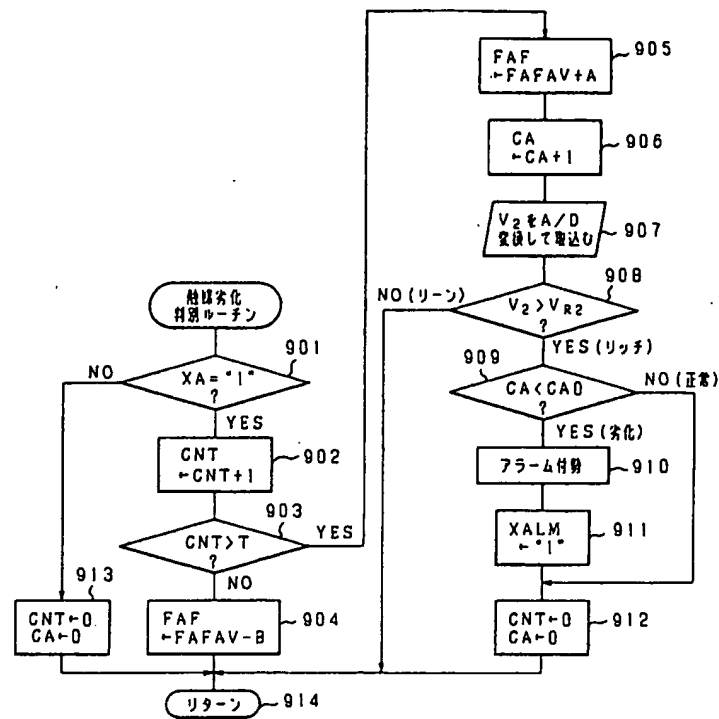 触媒劣化
判別ルーチン
XA="1"
?
901
NO
YES
CNT
←CNT+1
902
CNT>T
?
903
YES
NO
FAF
←FAFAV-B
904
913
CNT←0
CA←0
リターン
914
FAF
←FAFAV+A
905
CA
←CA+1
906
V2をA/D
変換して取込む
907
V2>VR2
?
908
NO(リーン)
YES(リッチ)
909
CA<CA0
?
NO(正常)
YES(劣化)
アラーム付勢
910
XALM
←"1"
911
CNT←0
CA←0
912